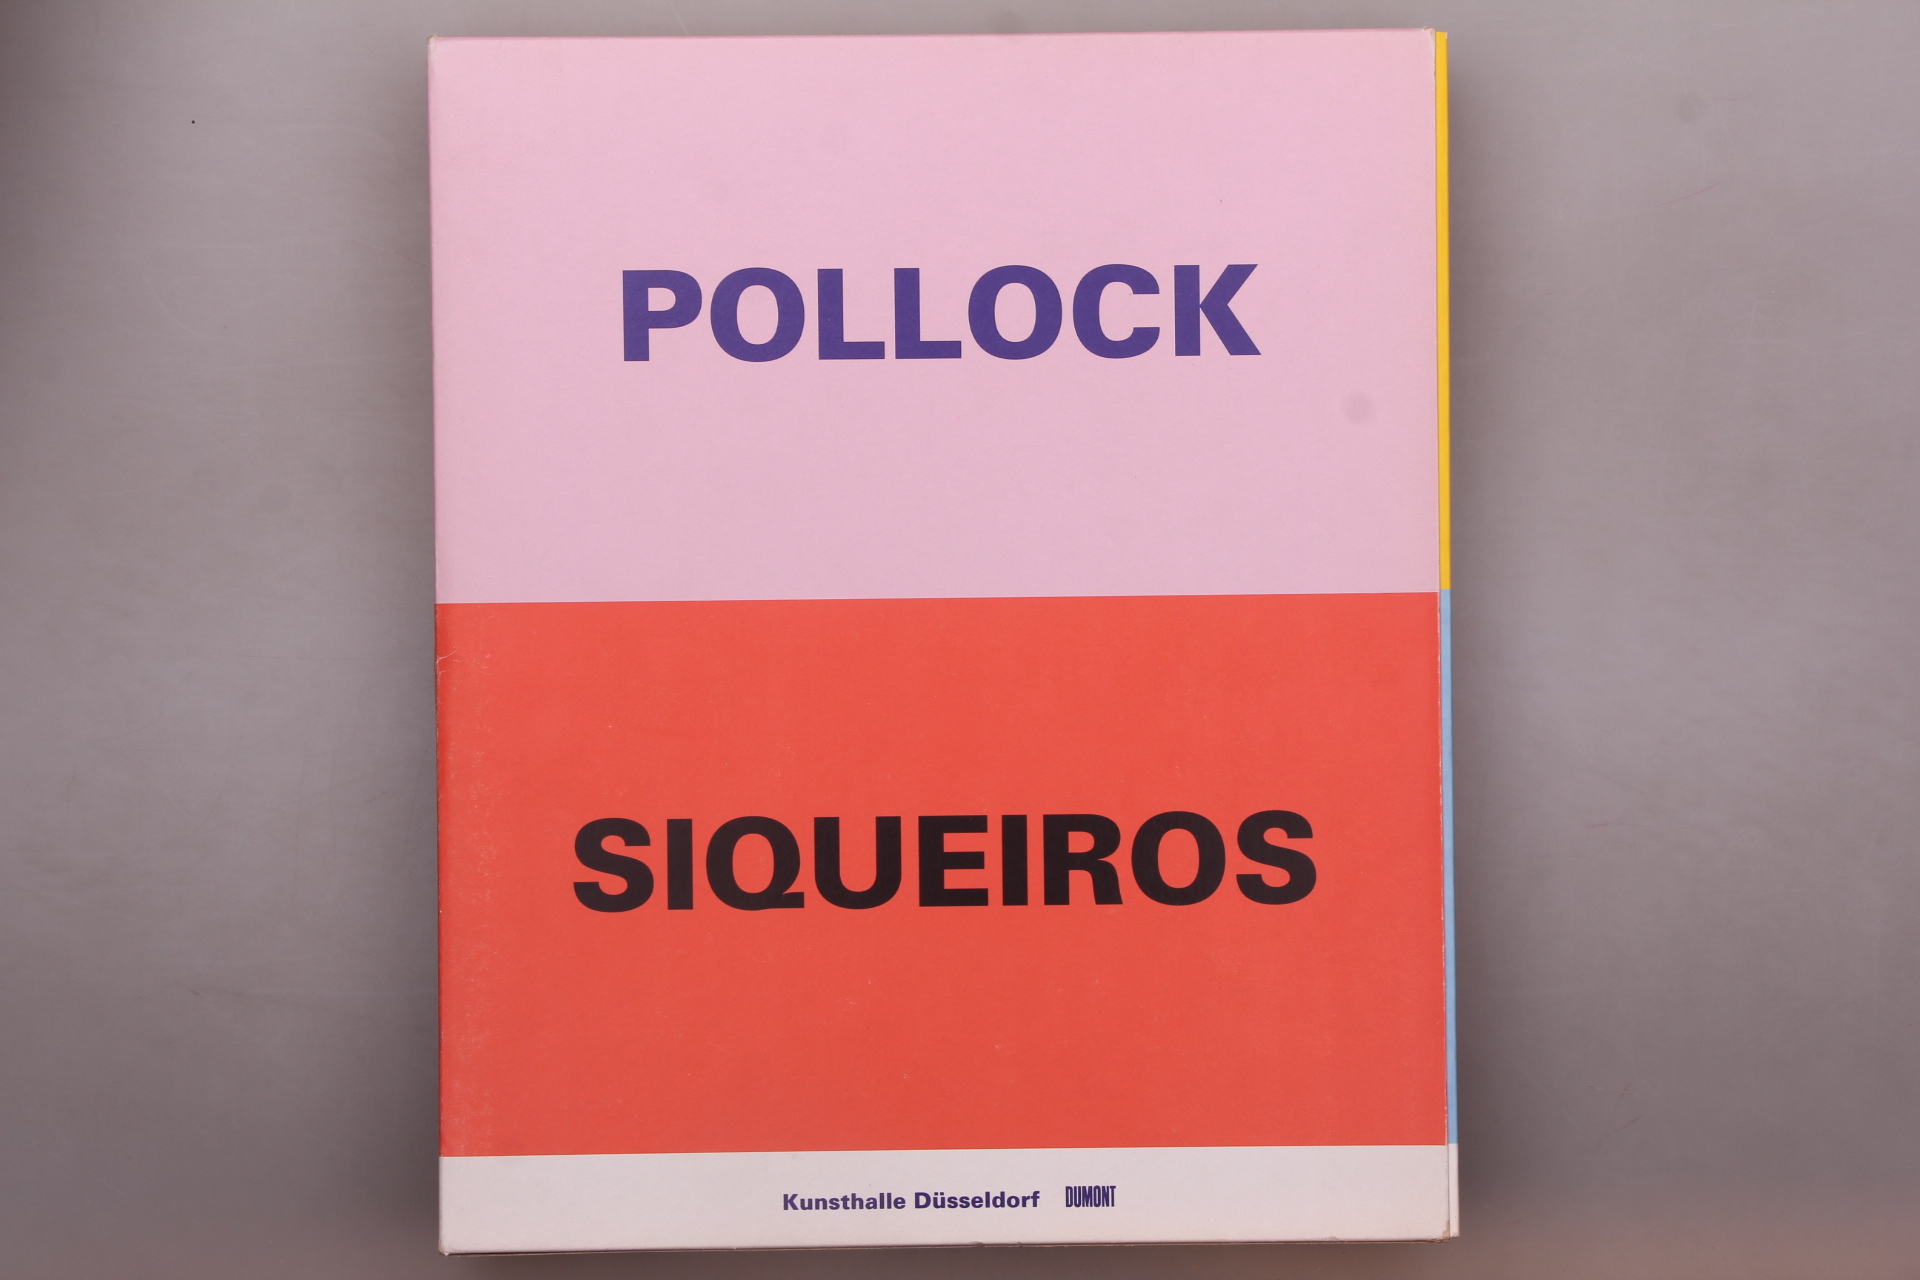 POLLOCK
SIQUEIROS
Kunsthalle Düsseldorf DUMONT